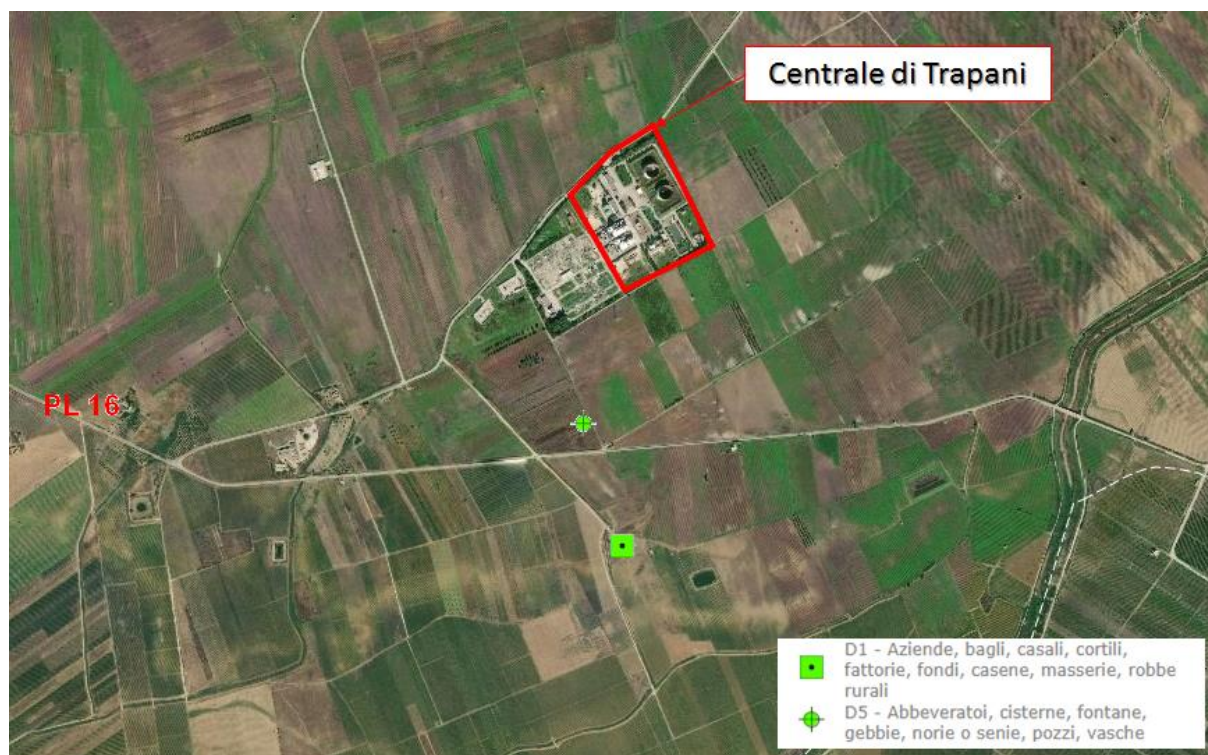 Centrale di Trapani
PL 16
D1 - Aziende, bagli, casali, cortili,
fattorie, fondi, casene, masserie, robbe
rurali
D5 - Abbeveratoi, cisterne, fontane,
gebbie, norie o senie, pozzi, vasche